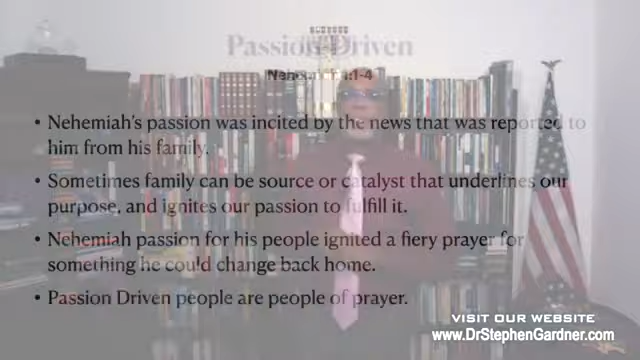 Passion Driven
Nehemiah 1:1-4
• Nehemiah's passion was incited by the news that was reported to
him from his family.
• Sometimes family can be source or catalyst that underlines our
purpose, and ignites our passion to fulfill it.
• Nehemiah passion for his people ignited a fiery prayer for
something he could change back home.
• Passion Driven people are people of prayer.
VISIT OUR WEBSITE
www.DrStephenGardner.com